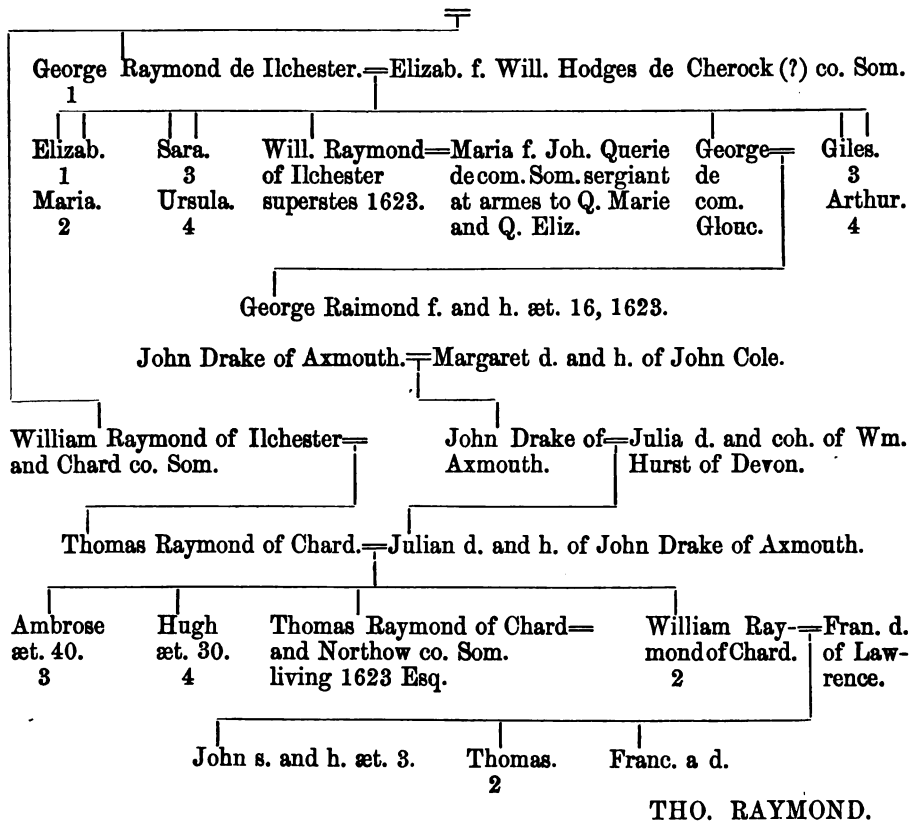 George Raymond de Ilchester.=Elizab. f. Will. Hodges de Cherock (?) co. Som.
1
Elizab.
1
Maria.
2
Sara.
3
Ursula.
4
Will. Raymond=
of Ilchester
superstes 1623.
Maria f. Joh. Querie
de com. Som. sergiant
at armes to Q. Marie
and Q. Eliz.
George=
de
com.
Glouc.
Giles.
3
Arthur.
4
George Raimond f. and h. æt. 16, 1623.
John Drake of Axmouth.=Margaret d. and h. of John Cole.
William Raymond of Ilchester=
and Chard co. Som.
John Drake of=
Axmouth.
Julia d. and coh. of Wm.
Hurst of Devon.
Thomas Raymond of Chard.=Julian d. and h. of John Drake of Axmouth.
Ambrose
æt. 40.
3
Hugh
æt. 30.
4
Thomas Raymond of Chard=
and Northow co. Som.
living 1623 Esq.
William Ray-=
mond of Chard.
2
Fran. d.
of Law-
rence.
John s. and h. æt. 3.
Thomas.
2
Franc. a d.
THO. RAYMOND.